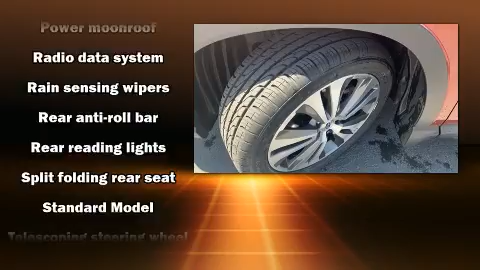 Power moonroof
Radio data system
Rain sensing wipers
Rear anti-roll bar
Rear reading lights
Split folding rear seat
Standard Model
Telescoping steering wheel